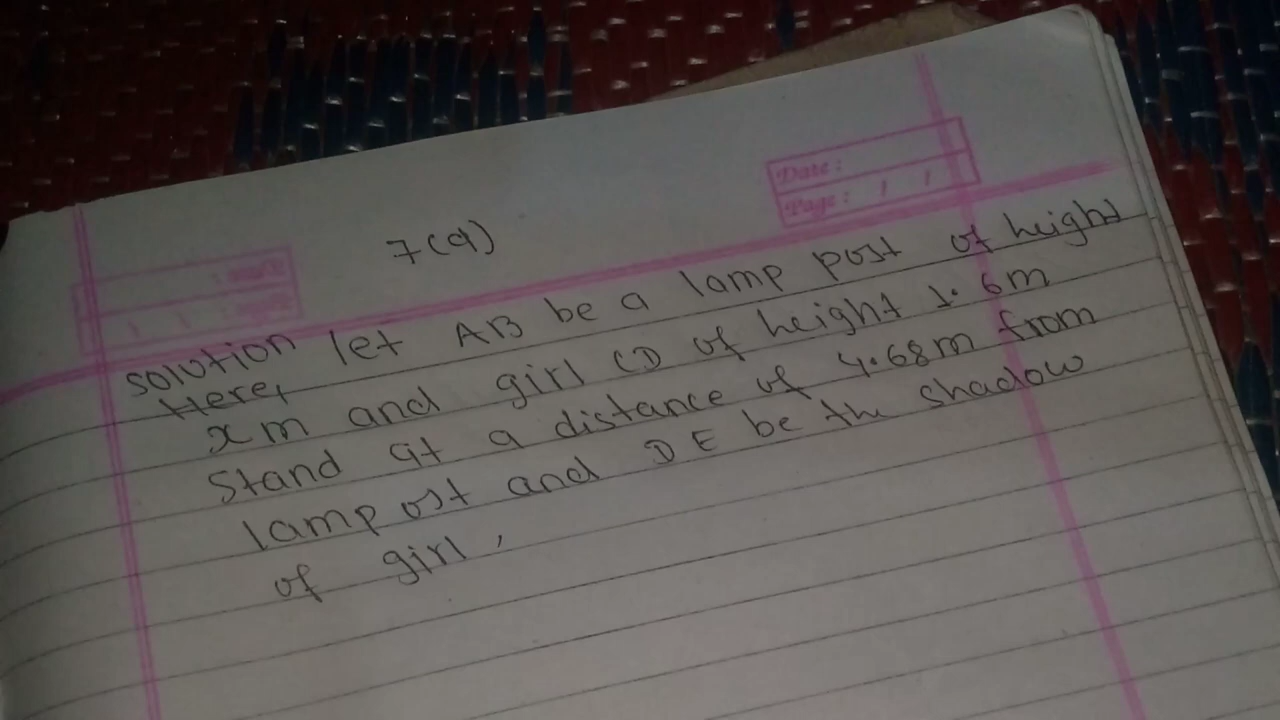 Date :
Page : / /
7(a)
solution let AB be a lamp post of height
Here,
xm and girl CD of height 1.6m
Stand at a distance of 4.68m from
lamp ost and DE be the shadow
of girl,